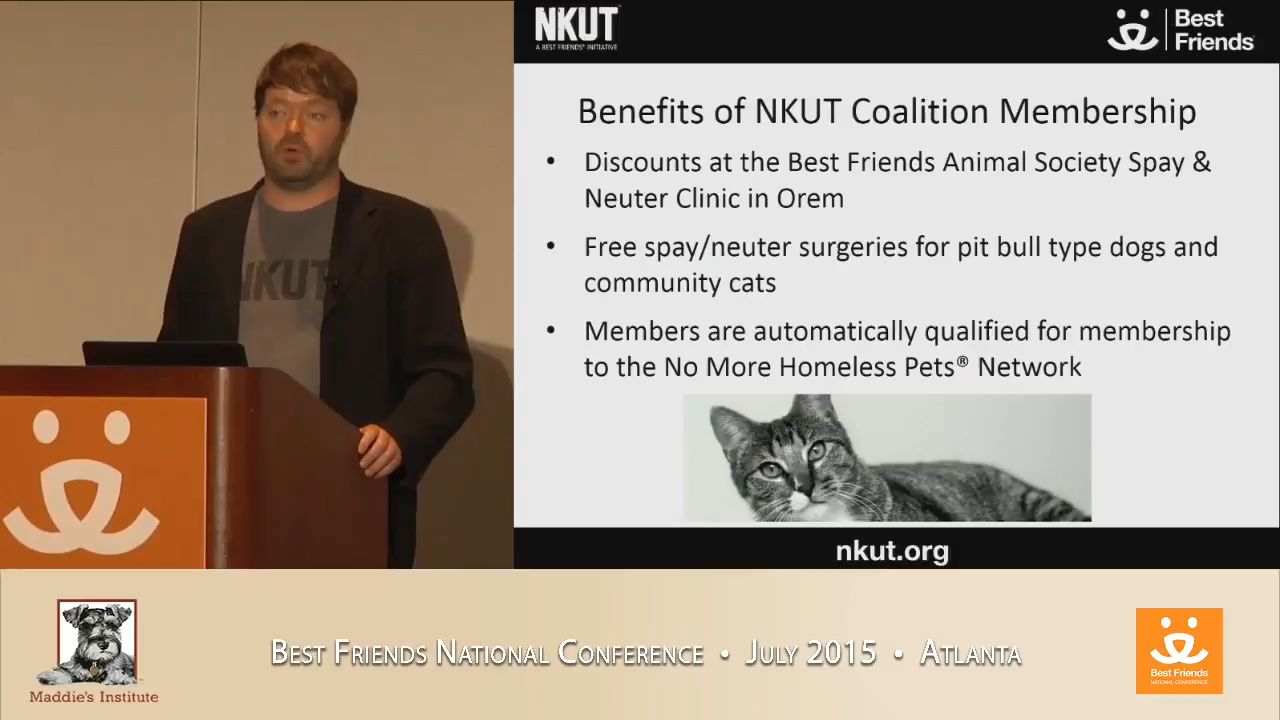 NKUT
A BEST FRIENDS® INITIATIVE
Best
Friends®
Benefits of NKUT Coalition Membership
• Discounts at the Best Friends Animal Society Spay &
Neuter Clinic in Orem
• Free spay/neuter surgeries for pit bull type dogs and
community cats
• Members are automatically qualified for membership
to the No More Homeless Pets® Network
nkut.org
NKUT
Maddie's Institute
Best Friends National Conference • July 2015 • Atlanta
Best Friends
NATIONAL CONFERENCE